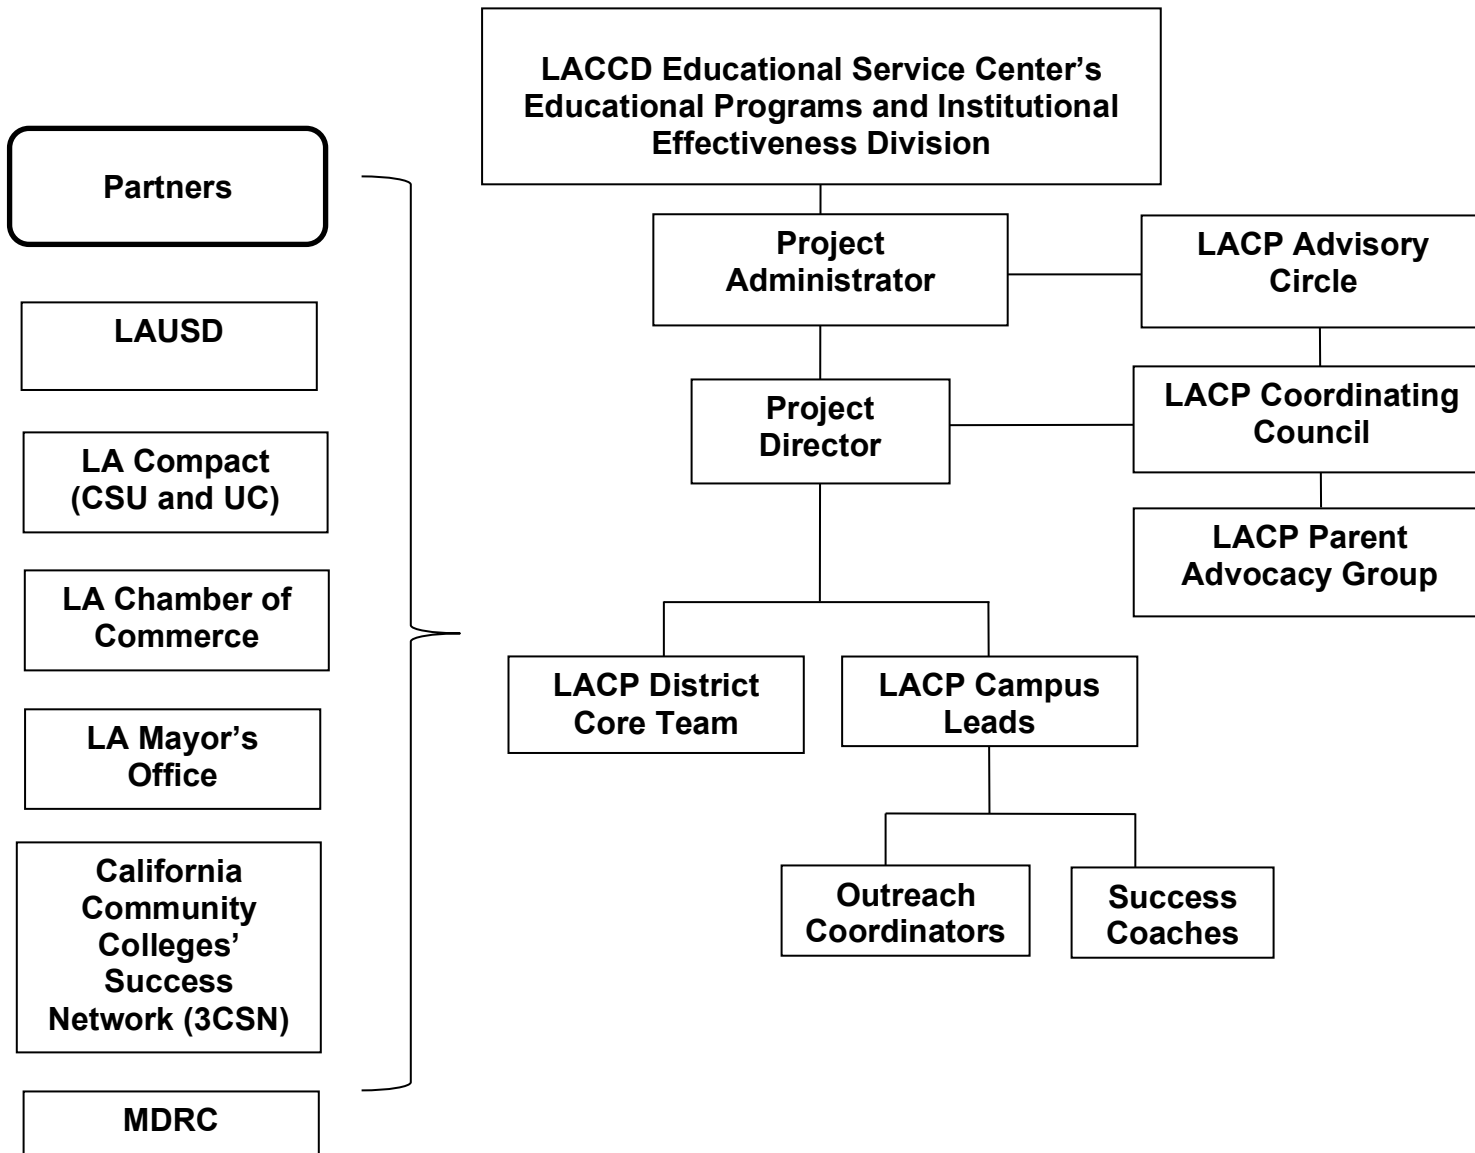 LACCD Educational Service Center’s
Educational Programs and Institutional
Effectiveness Division
Partners
LAUSD
LA Compact
(CSU and UC)
LA Chamber of
Commerce
LA Mayor’s
Office
California
Community
Colleges’
Success
Network (3CSN)
MDRC
Project
Administrator
LACP Advisory
Circle
Project
Director
LACP Coordinating
Council
LACP Parent
Advocacy Group
LACP District
Core Team
LACP Campus
Leads
Outreach
Coordinators
Success
Coaches